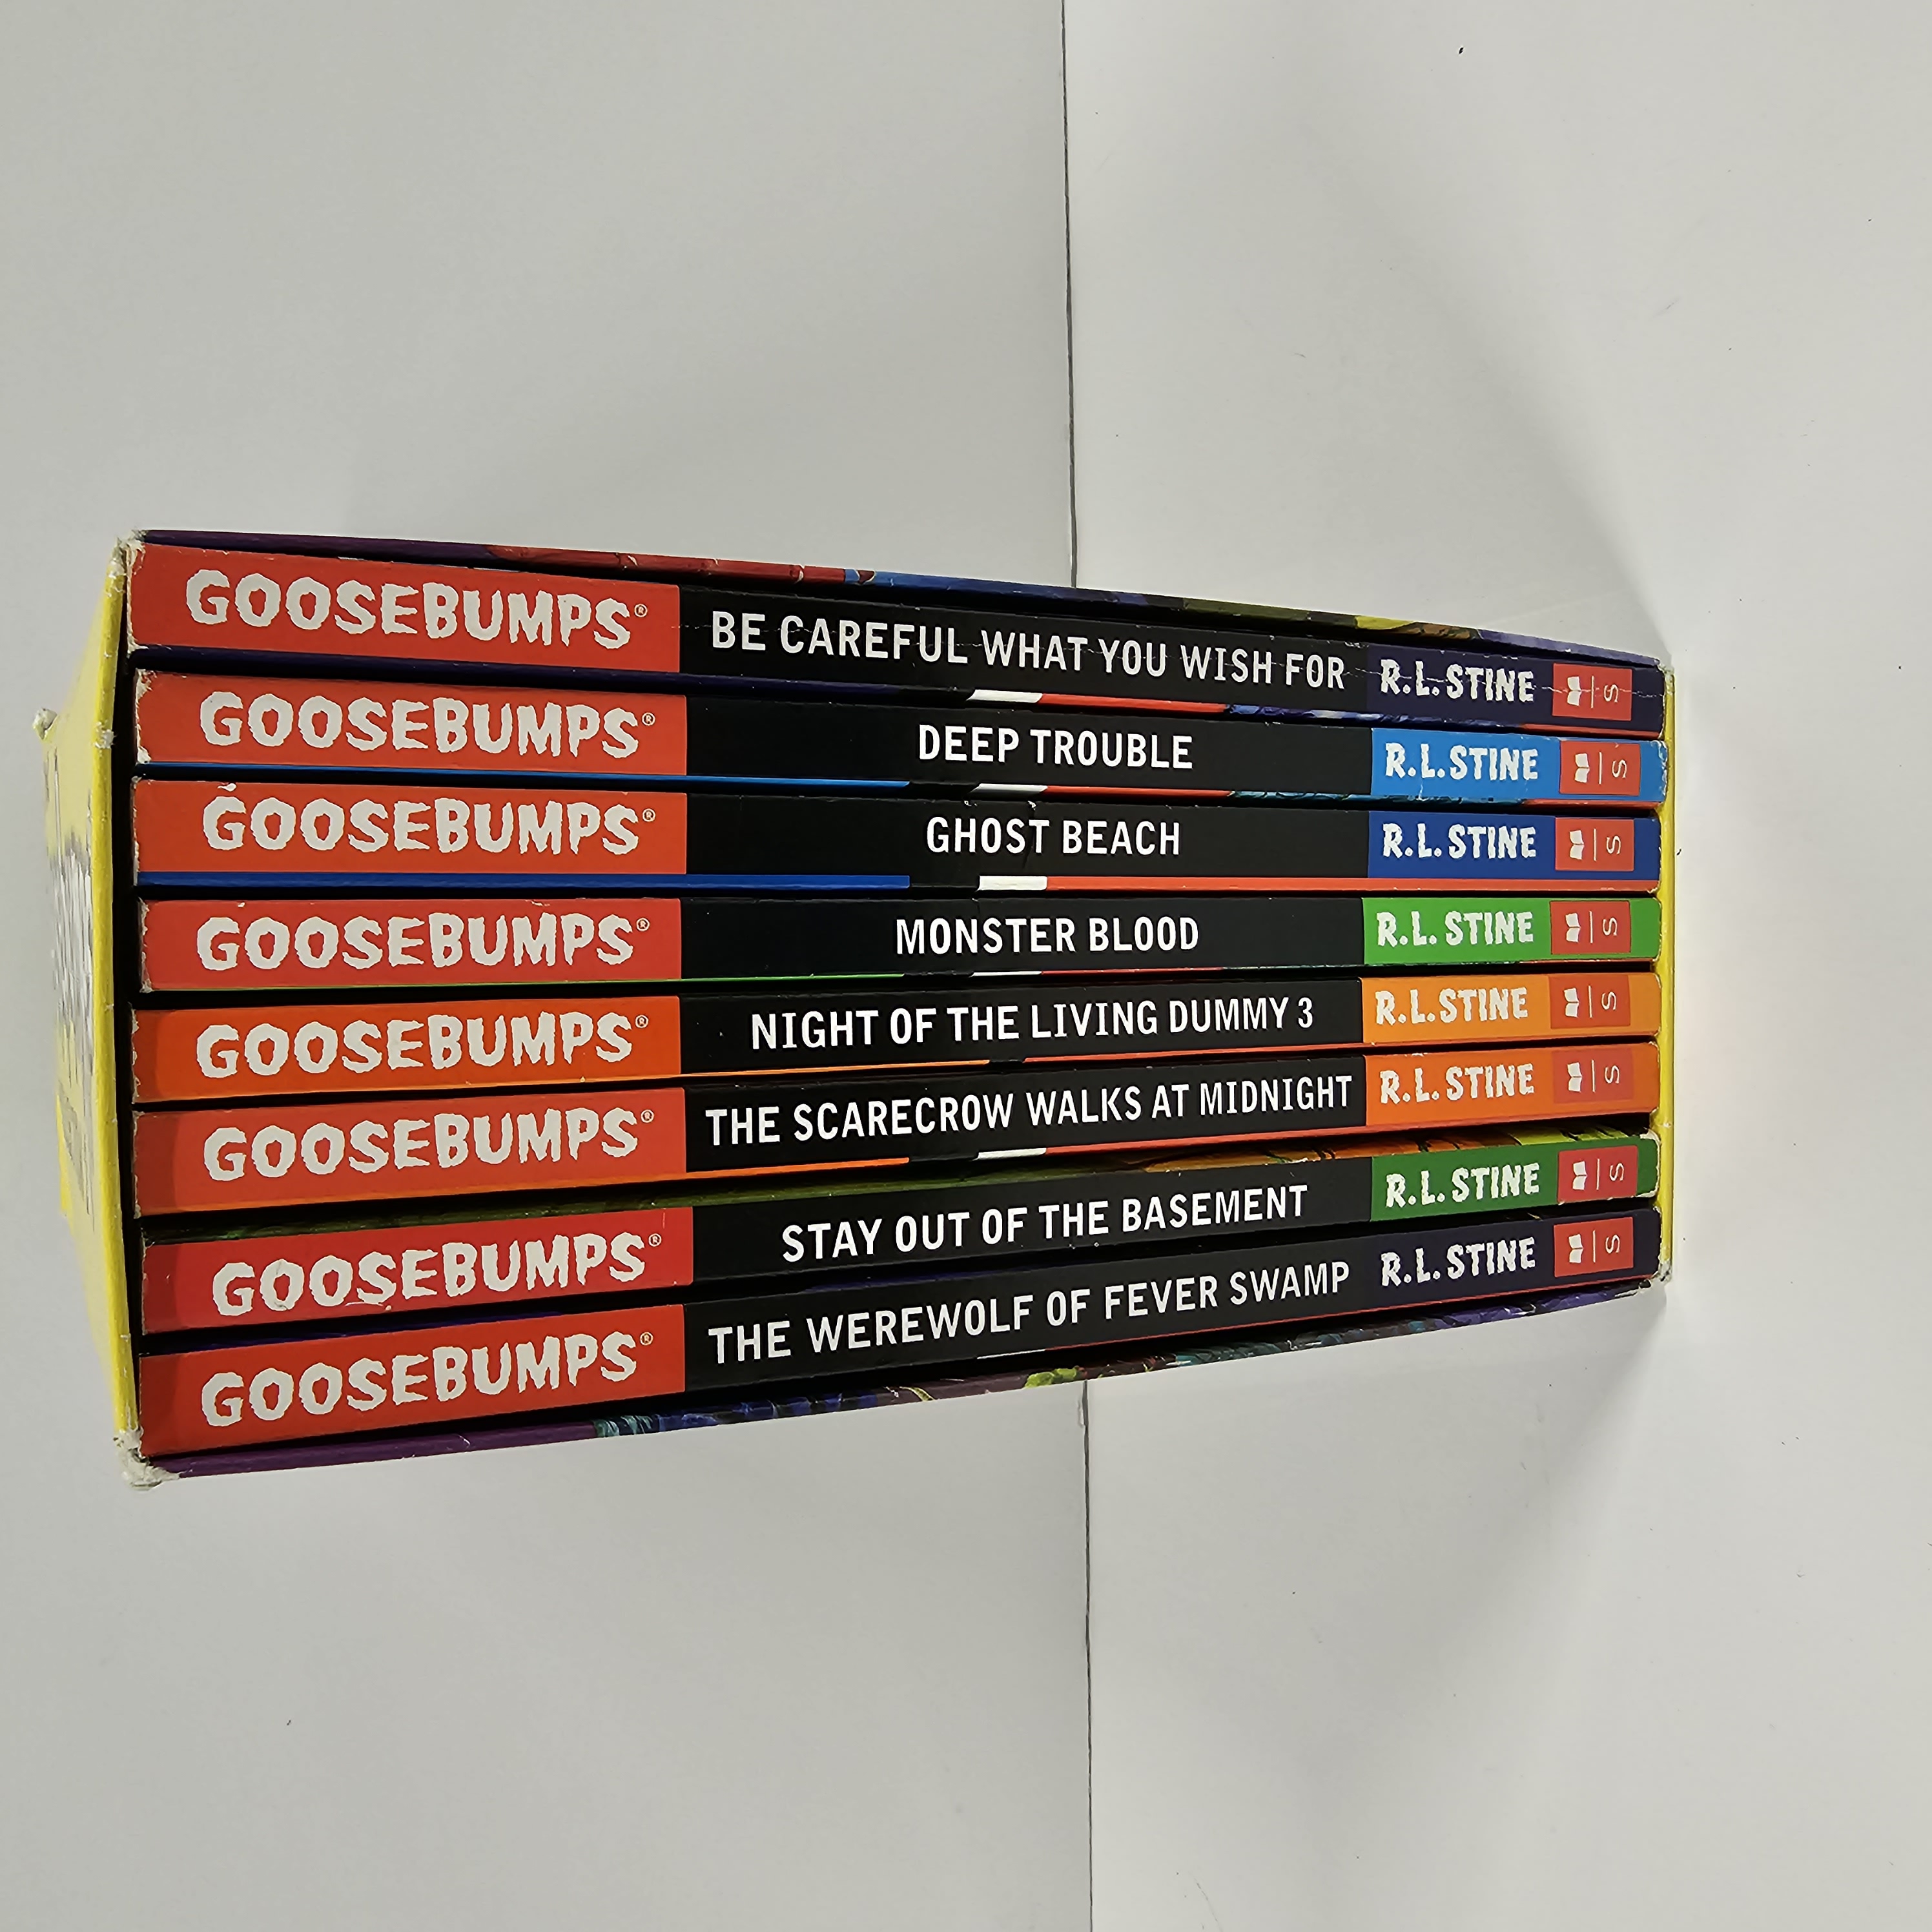 GOOSEBUMPS®
THE WEREWOLF OF FEVER SWAMP
R.L. STINE
S
GOOSEBUMPS®
STAY OUT OF THE BASEMENT
R.L. STINE
S
GOOSEBUMPS®
THE SCARECROW WALKS AT MIDNIGHT
R.L. STINE
S
GOOSEBUMPS®
NIGHT OF THE LIVING DUMMY 3
R.L. STINE
S
GOOSEBUMPS®
MONSTER BLOOD
R.L. STINE
S
GOOSEBUMPS®
GHOST BEACH
R.L. STINE
S
GOOSEBUMPS®
DEEP TROUBLE
R.L. STINE
S
GOOSEBUMPS®
BE CAREFUL WHAT YOU WISH FOR
R.L. STINE
S